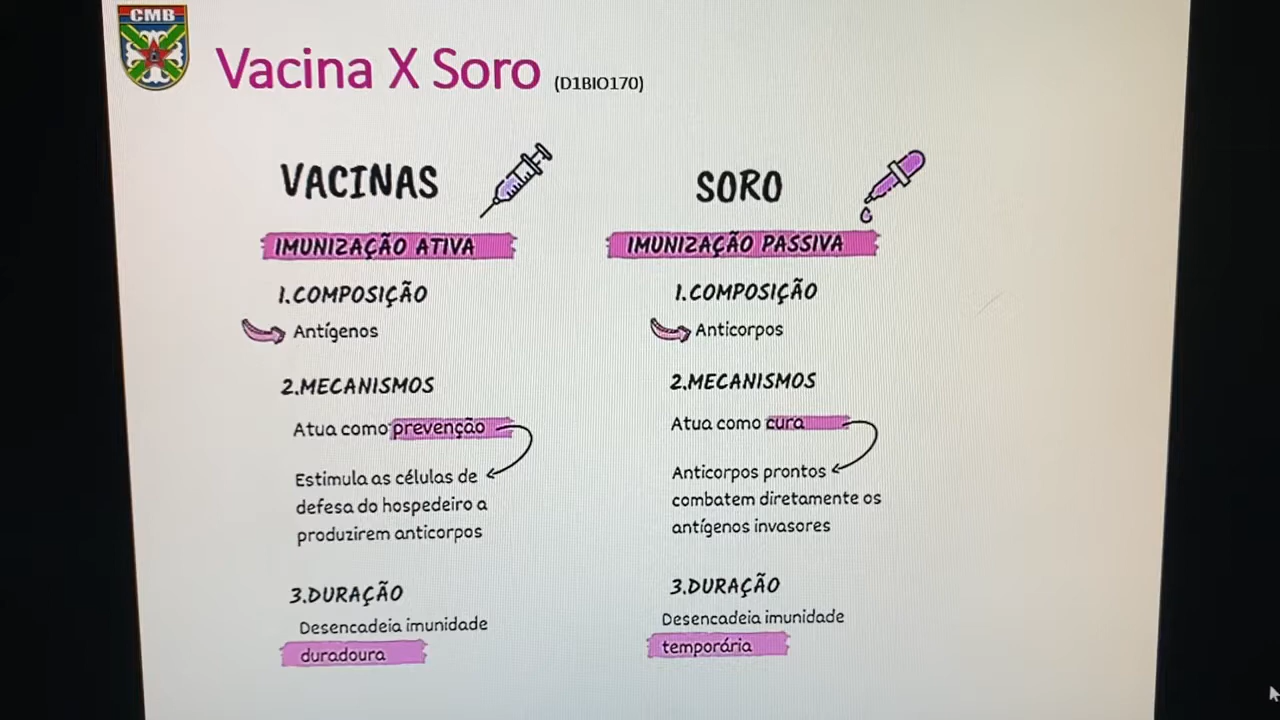 CMB
Vacina X Soro (D1BIO170)
VACINAS
IMUNIZAÇÃO ATIVA
1.COMPOSIÇÃO
Antígenos
2.MECANISMOS
Atua como prevenção
Estimula as células de
defesa do hospedeiro a
produzirem anticorpos
3.DURAÇÃO
Desencadeia imunidade
duradoura
SORO
IMUNIZAÇÃO PASSIVA
1.COMPOSIÇÃO
Anticorpos
2.MECANISMOS
Atua como cura
Anticorpos prontos
combatem diretamente os
antígenos invasores
3.DURAÇÃO
Desencadeia imunidade
temporária